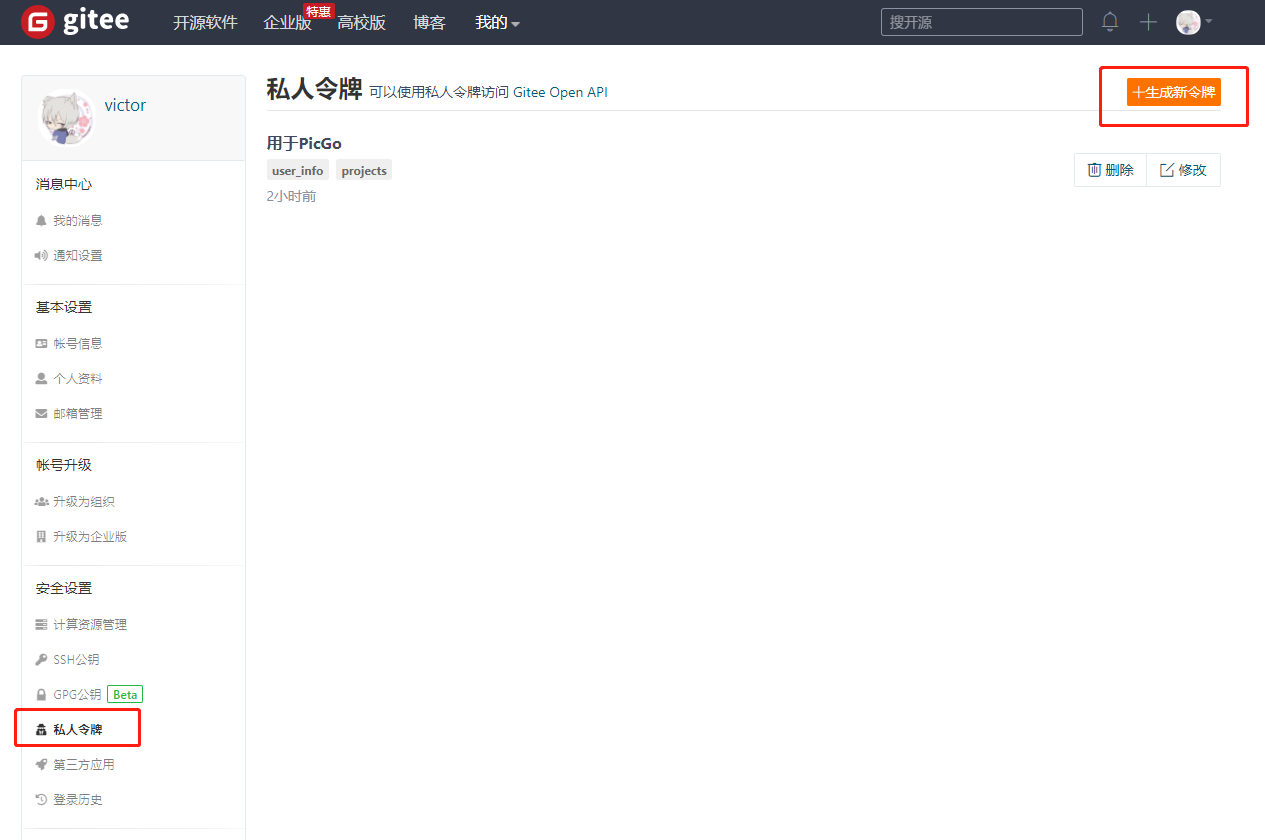 gitee 开源软件 企业版 特惠 高校版 博客 我的 搜开源
victor
消息中心
我的消息
通知设置
基本设置
帐号信息
个人资料
邮箱管理
帐号升级
升级为组织
升级为企业版
安全设置
计算资源管理
SSH公钥
GPG公钥 Beta
私人令牌
第三方应用
登录历史
私人令牌 可以使用私人令牌访问 Gitee Open API
+生成新令牌
用于PicGo
user_info projects
2小时前
删除 修改